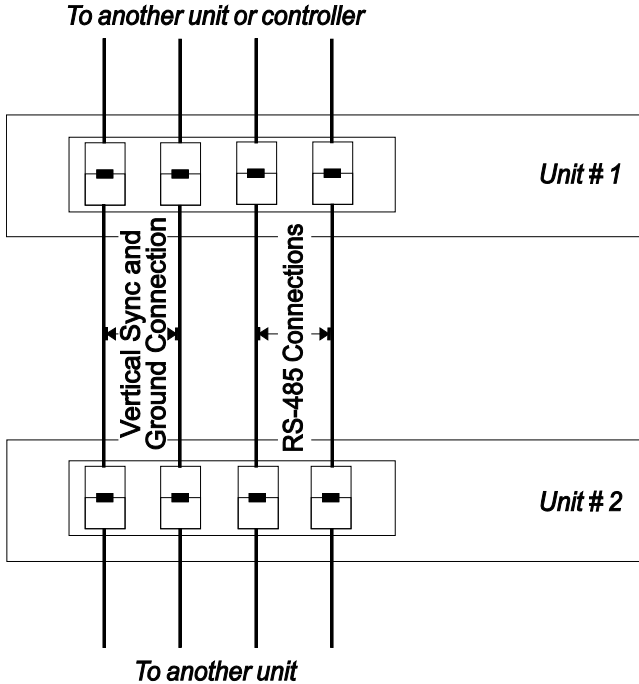 To another unit or controller
Unit # 1
Vertical Sync and
Ground Connection
RS-485 Connections
Unit # 2
To another unit